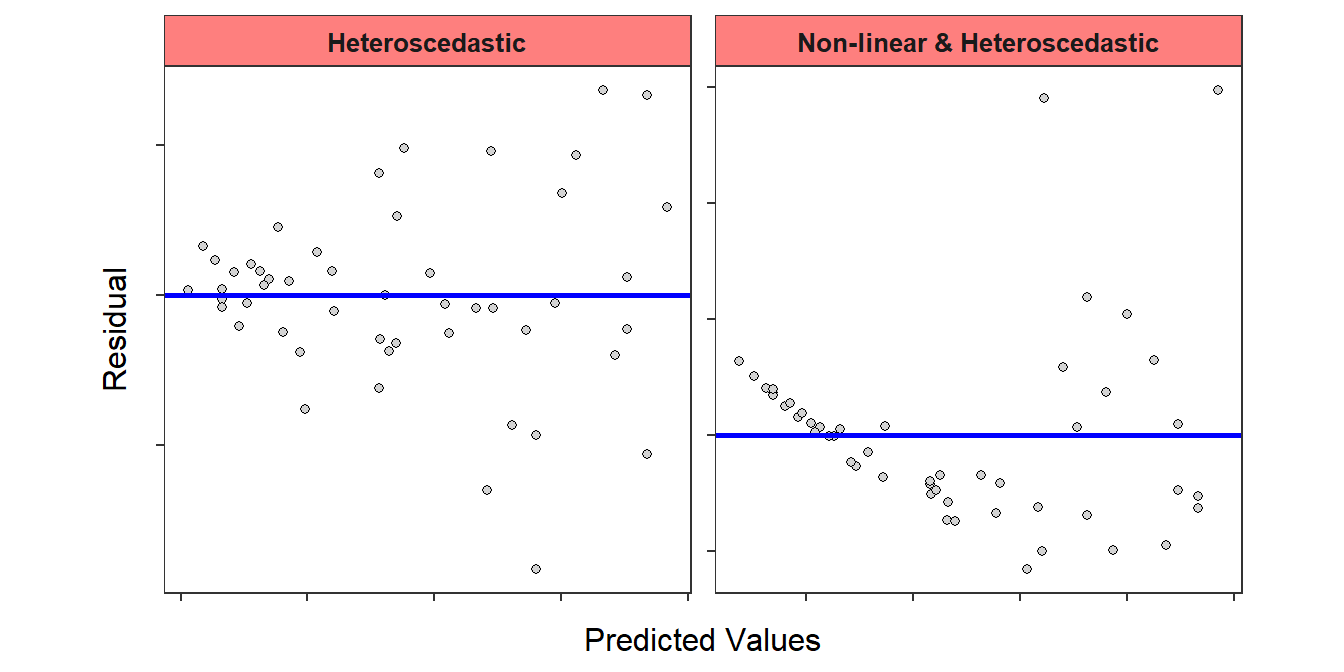 Heteroscedastic
Non-linear & Heteroscedastic
Residual
Predicted Values